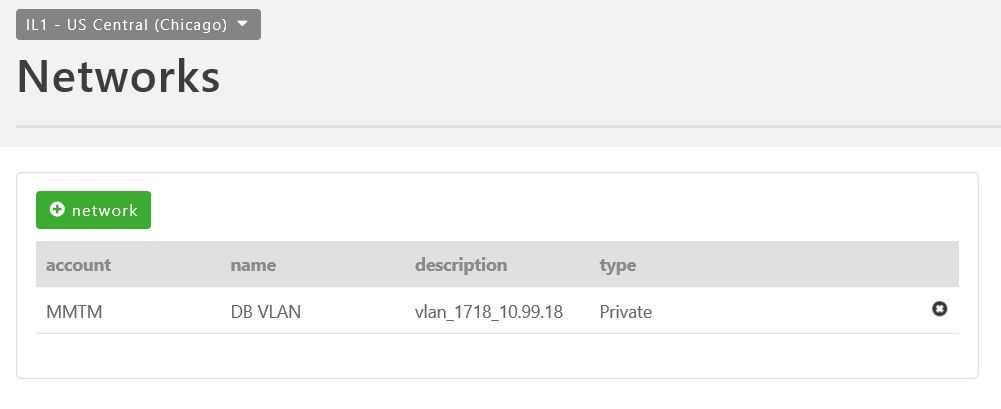 IL1 - US Central (Chicago)
Networks
network
account name description type
MMTM DB VLAN vlan_1718_10.99.18 Private